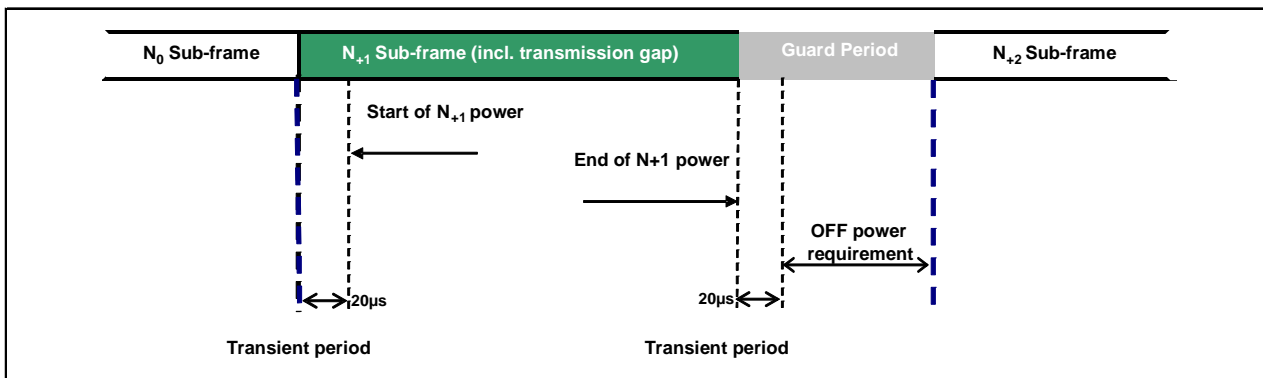 N0 Sub-frame
N+1 Sub-frame (incl. transmission gap)
Guard Period
N+2 Sub-frame
Start of N+1 power
End of N+1 power
OFF power
requirement
20µs
20µs
Transient period
Transient period